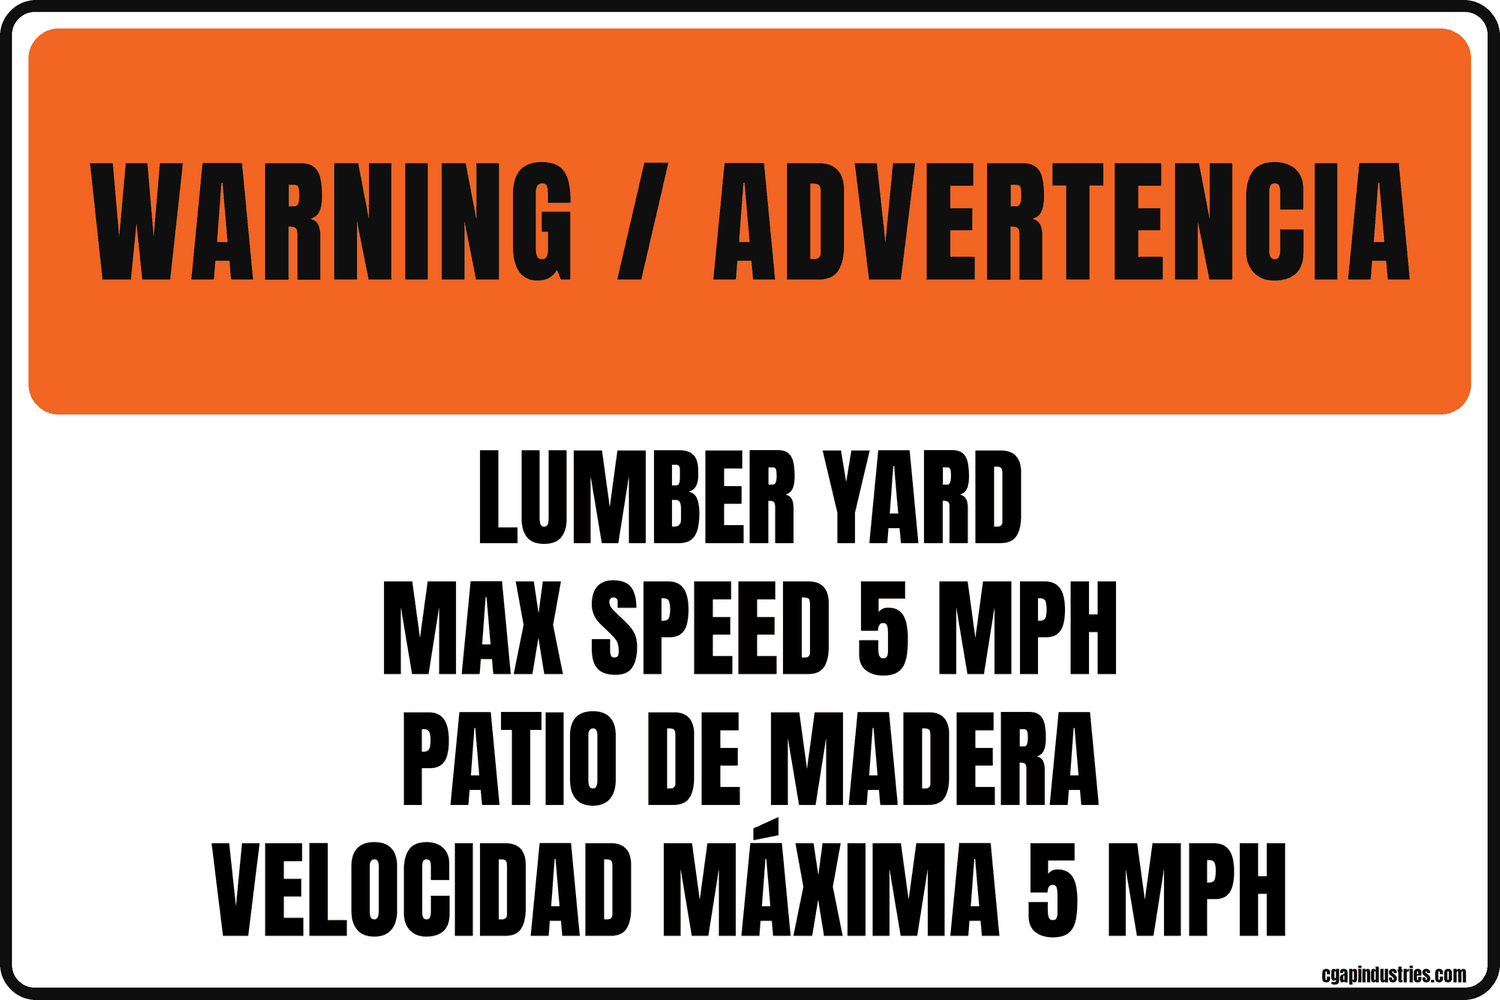 WARNING / ADVERTENCIA
LUMBER YARD
MAX SPEED 5 MPH
PATIO DE MADERA
VELOCIDAD MÁXIMA 5 MPH
cgapindustries.com